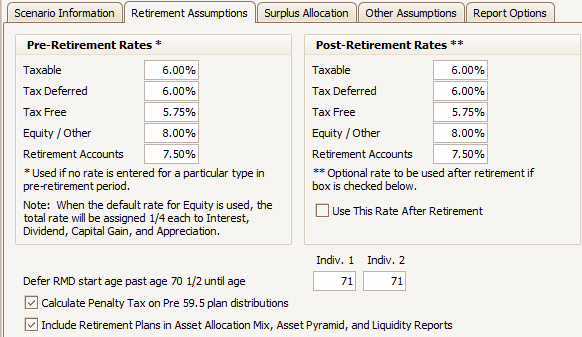 Scenario Information Retirement Assumptions Surplus Allocation Other Assumptions Report Options
Pre-Retirement Rates *
Taxable 6.00%
Tax Deferred 6.00%
Tax Free 5.75%
Equity / Other 8.00%
Retirement Accounts 7.50%
* Used if no rate is entered for a particular type in
pre-retirement period.
Note: When the default rate for Equity is used, the
total rate will be assigned 1/4 each to Interest,
Dividend, Capital Gain, and Appreciation.
Post-Retirement Rates **
Taxable 6.00%
Tax Deferred 6.00%
Tax Free 5.75%
Equity / Other 8.00%
Retirement Accounts 7.50%
** Optional rate to be used after retirement if
box is checked below.
Use This Rate After Retirement
Indiv. 1 Indiv. 2
Defer RMD start age past age 70 1/2 until age 71 71
Calculate Penalty Tax on Pre 59.5 plan distributions
Include Retirement Plans in Asset Allocation Mix, Asset Pyramid, and Liquidity Reports